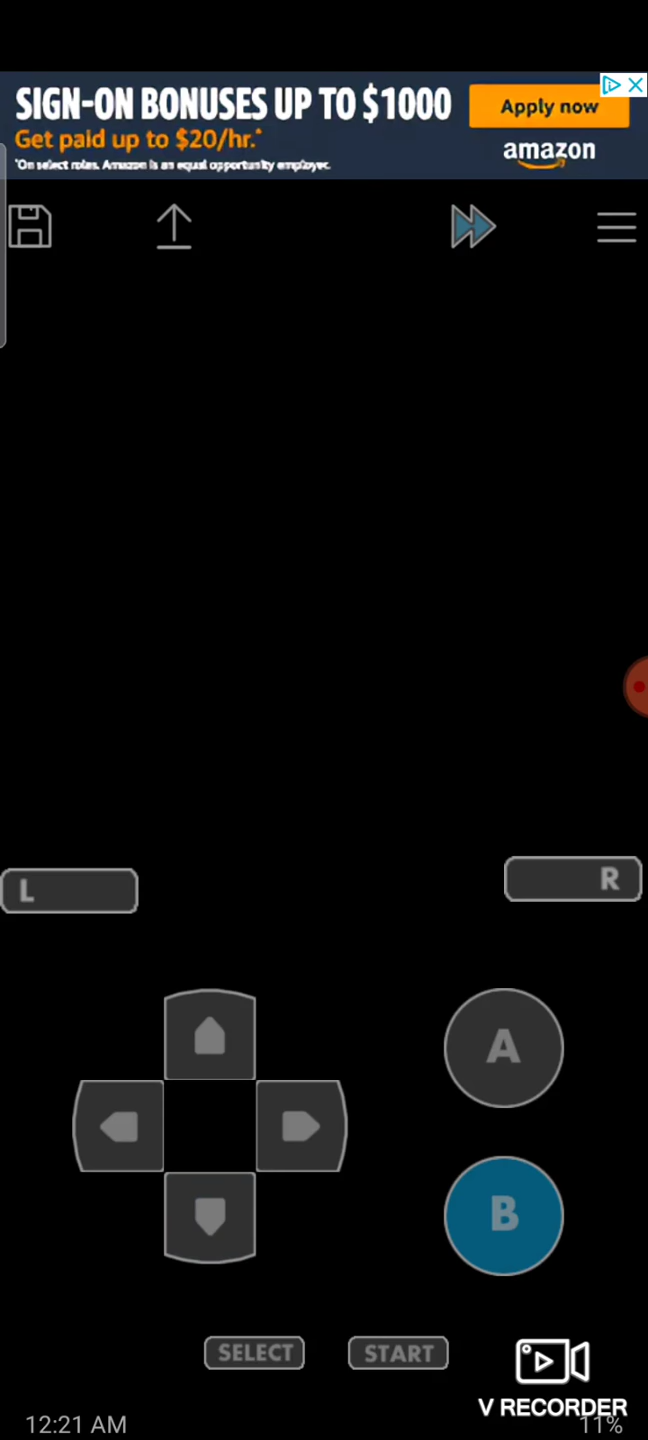 SIGN-ON BONUSES UP TO $1000
Get paid up to $20/hr.*
*On select roles. Amazon is an equal opportunity employer.
Apply now
amazon
L
R
A
B
SELECT
START
V RECORDER
12:21 AM
11%